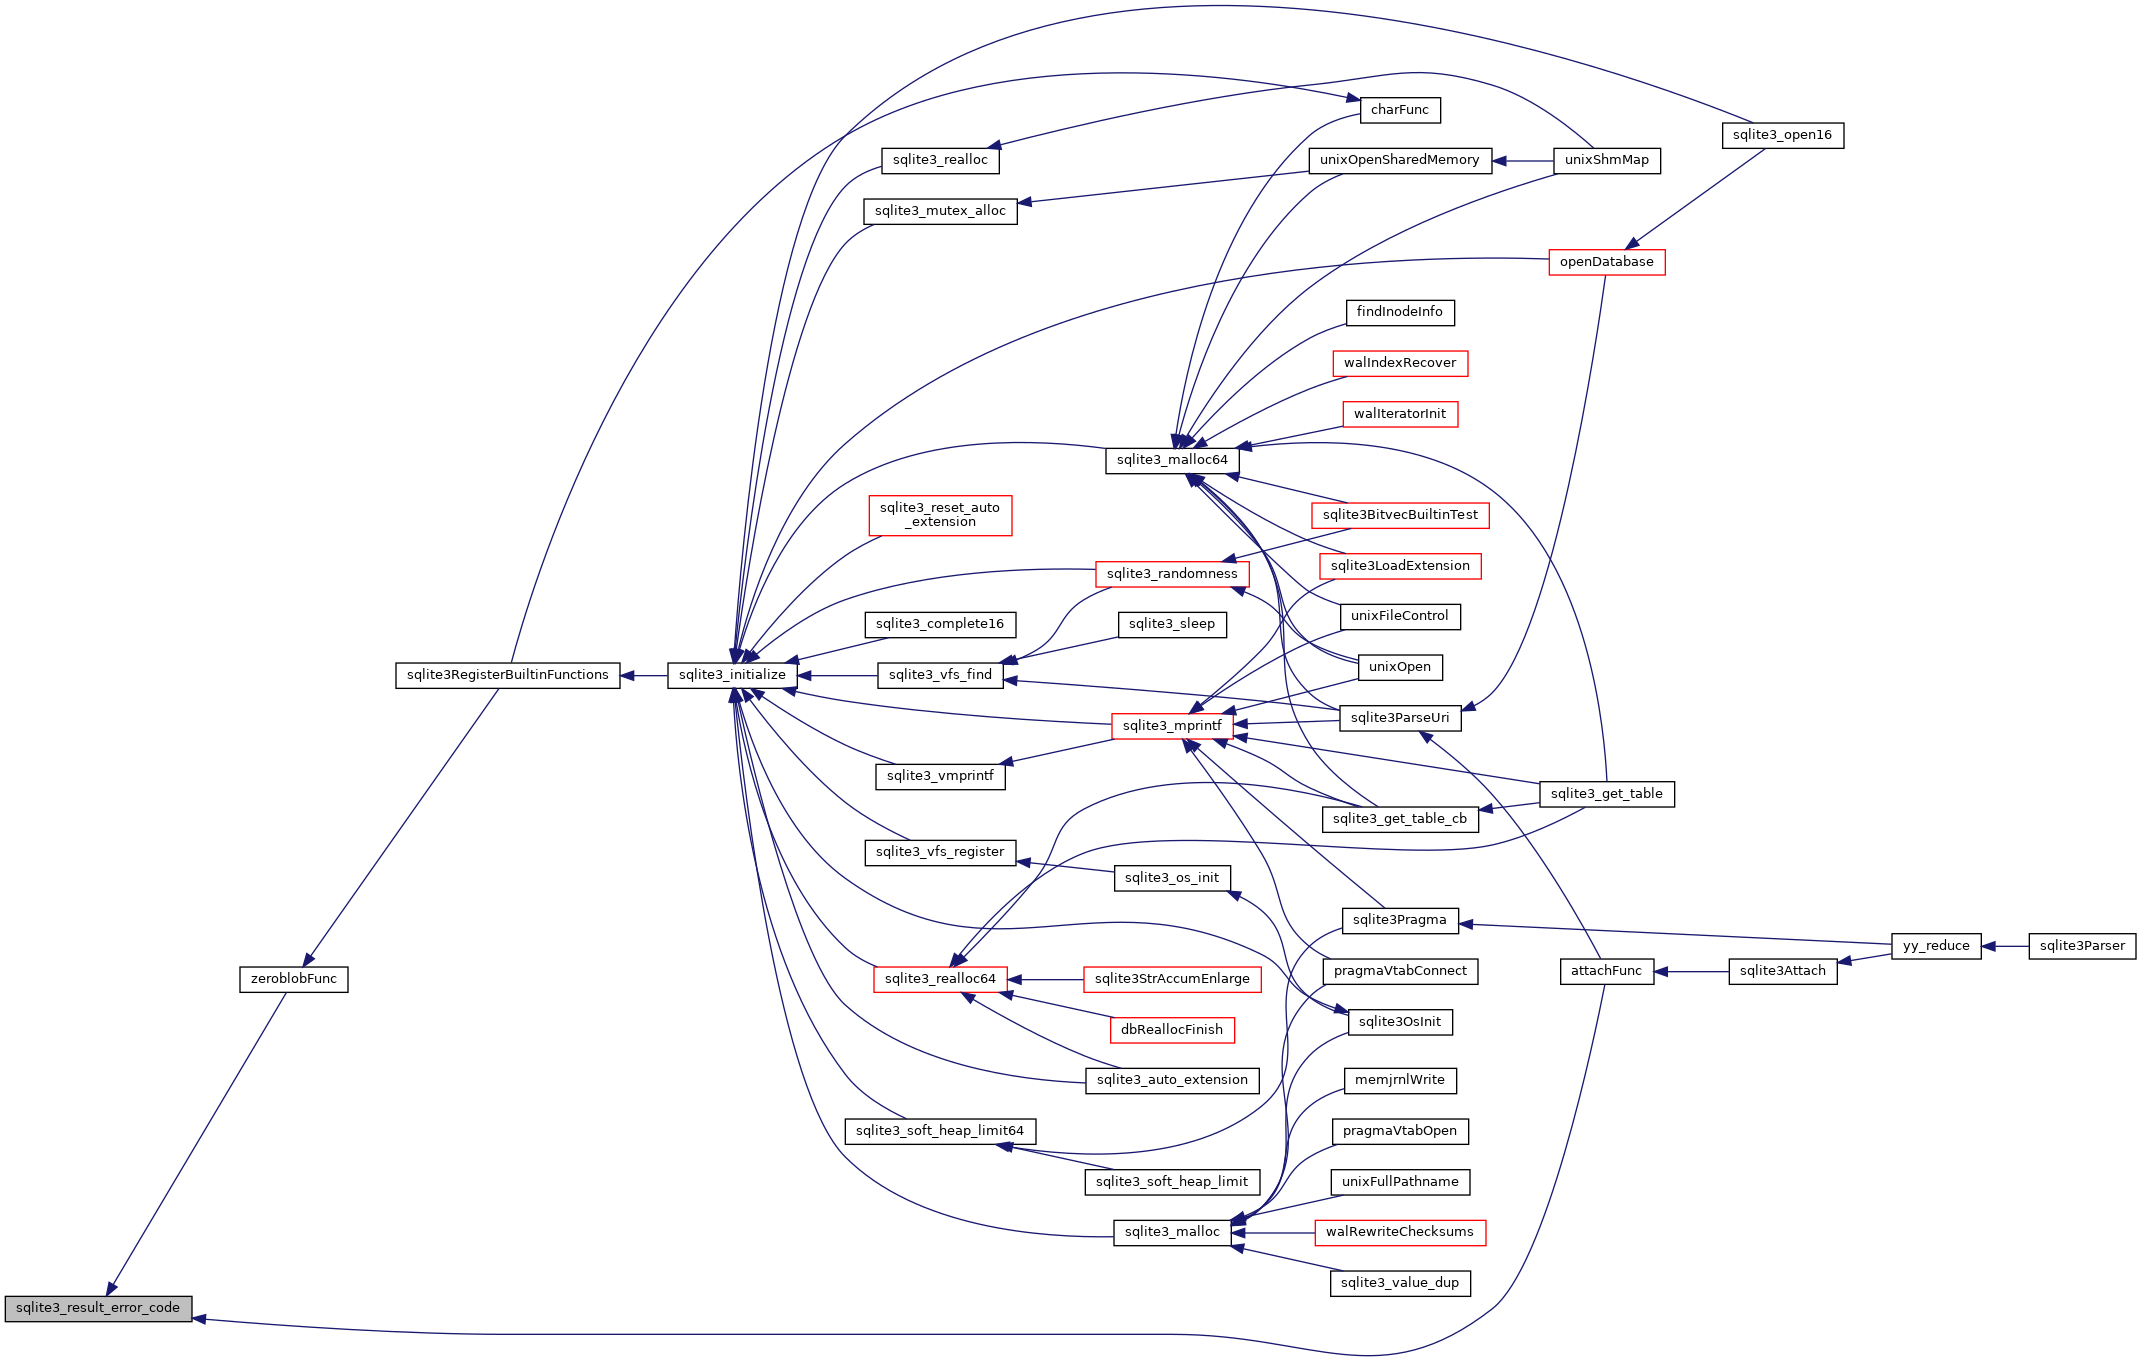 charFunc
sqlite3_open16
sqlite3_realloc
unixOpenSharedMemory
unixShmMap
sqlite3_mutex_alloc
openDatabase
findInodeInfo
walIndexRecover
walIteratorInit
sqlite3_malloc64
sqlite3_reset_auto
_extension
sqlite3BitvecBuiltinTest
sqlite3LoadExtension
sqlite3_randomness
unixFileControl
sqlite3_complete16
sqlite3_sleep
unixOpen
sqlite3RegisterBuiltinFunctions
sqlite3_initialize
sqlite3_vfs_find
sqlite3ParseUri
sqlite3_mprintf
sqlite3_vmprintf
sqlite3_get_table
sqlite3_get_table_cb
sqlite3_vfs_register
sqlite3_os_init
sqlite3Pragma
yy_reduce
sqlite3Parser
pragmaVtabConnect
attachFunc
sqlite3Attach
zeroblobFunc
sqlite3_realloc64
sqlite3StrAccumEnlarge
sqlite3OsInit
dbReallocFinish
sqlite3_auto_extension
memjrnlWrite
sqlite3_soft_heap_limit64
pragmaVtabOpen
sqlite3_soft_heap_limit
unixFullPathname
sqlite3_malloc
walRewriteChecksums
sqlite3_value_dup
sqlite3_result_error_code